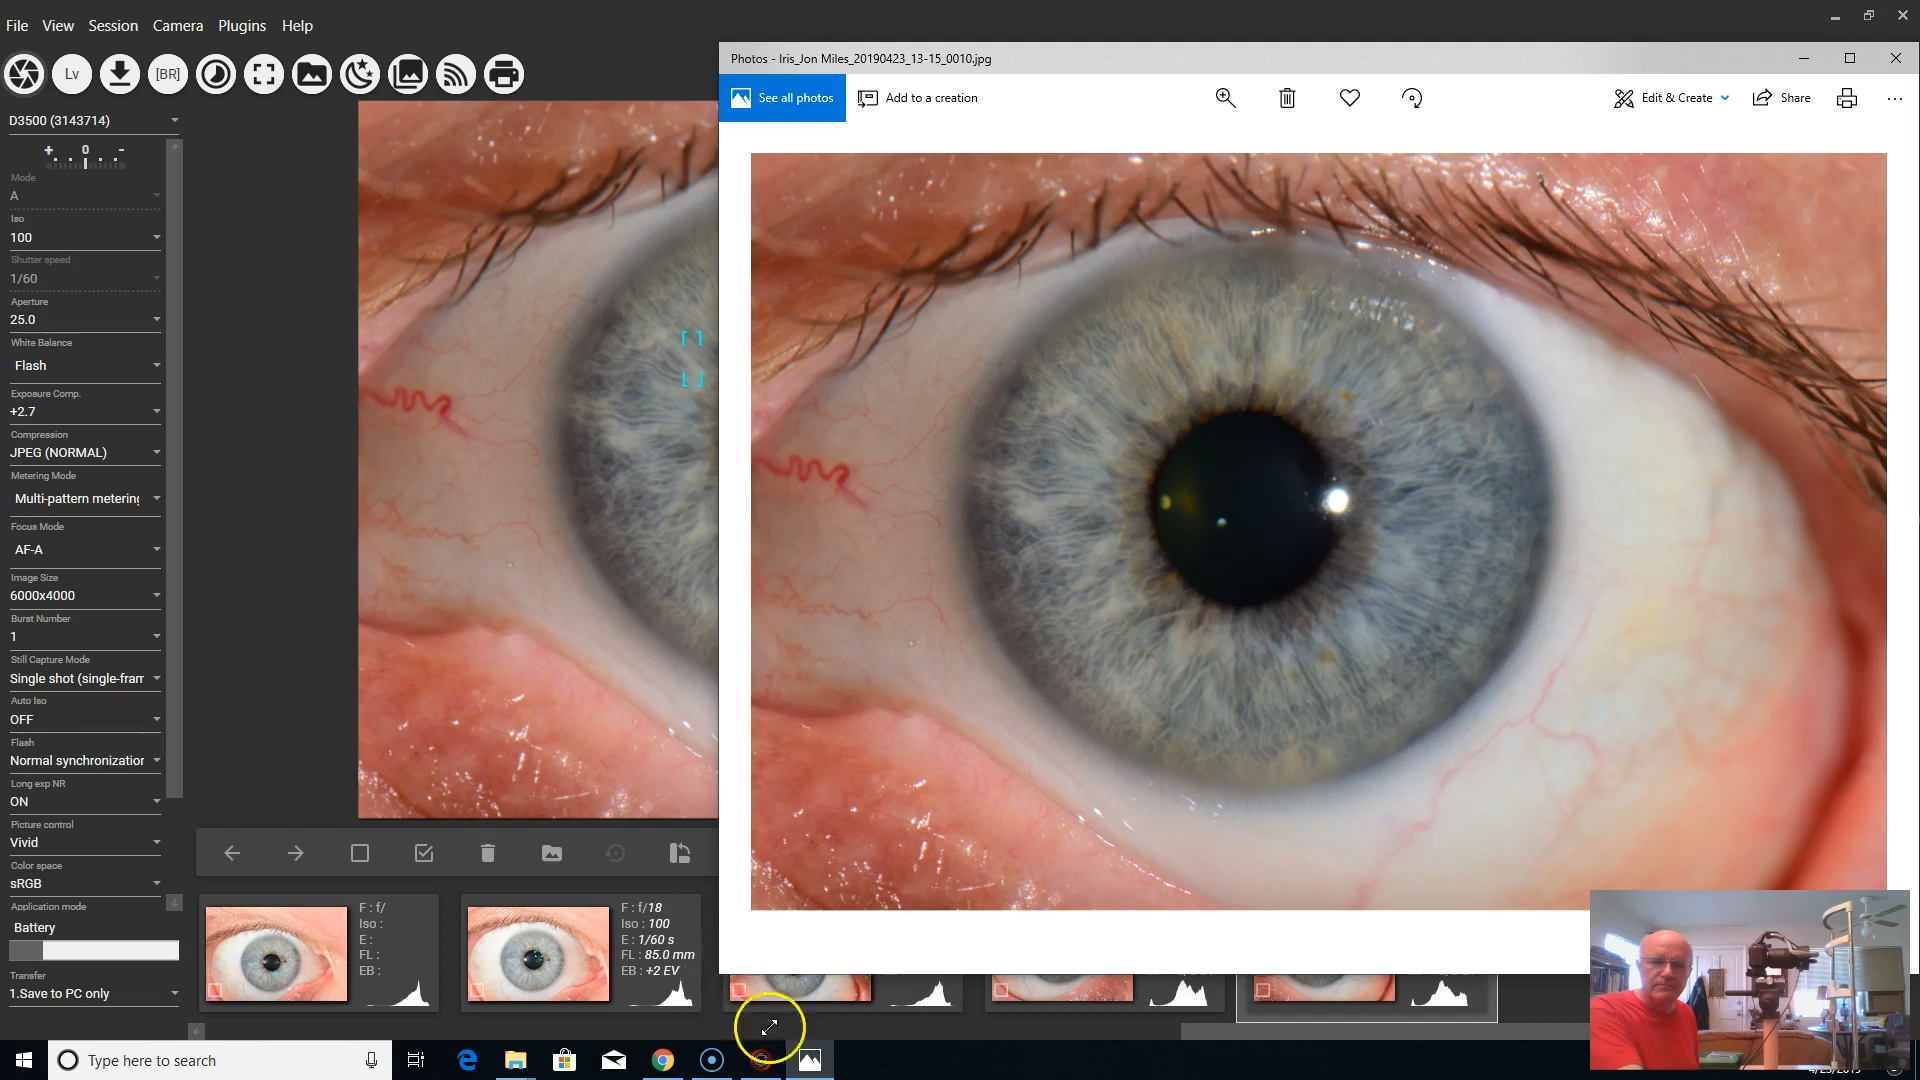 File View Session Camera Plugins Help
Lv
[BR]
D3500 (3143714)
+ 0 -
Mode
A
Iso
100
Shutter speed
1/60
Aperture
25.0
White Balance
Flash
Exposure Comp.
+2.7
Compression
JPEG (NORMAL)
Metering Mode
Multi-pattern metering
Focus Mode
AF-A
Image Size
6000x4000
Burst Number
1
Still Capture Mode
Single shot (single-fram
Auto Iso
OFF
Flash
Normal synchronization
Long exp NR
ON
Picture control
Vivid
Color space
sRGB
Application mode
Battery
Transfer
1.Save to PC only
Photos - Iris_Jon Miles_20190423_13-15_0010.jpg
See all photos
Add to a creation
Edit & Create
Share
F : f/
Iso :
E :
FL :
EB :
F : f/18
Iso : 100
E : 1/60 s
FL : 85.0 mm
EB : +2 EV
Type here to search